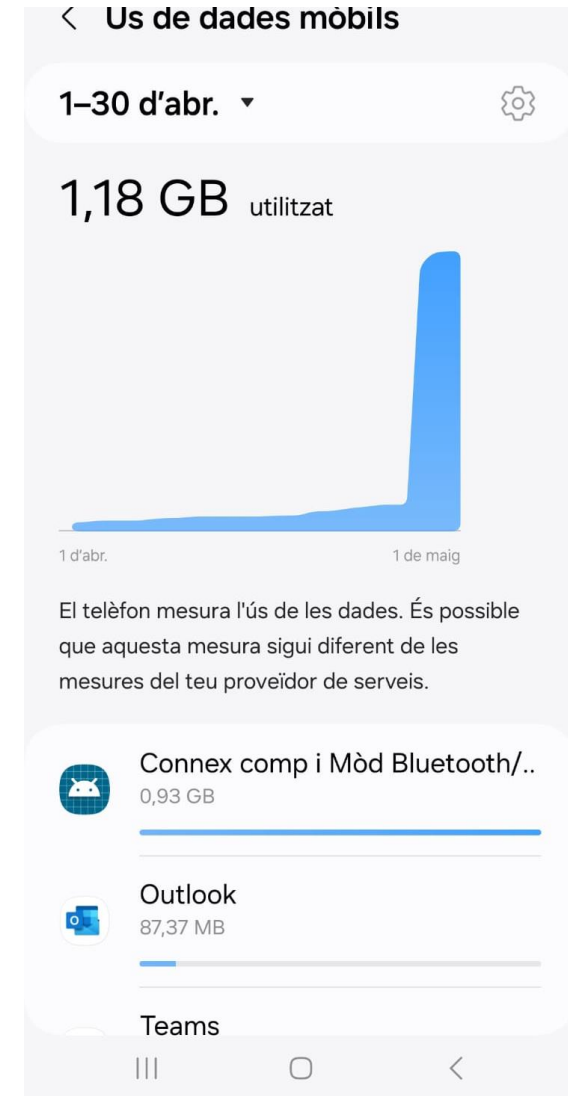 Us de dades mòbils
1–30 d'abr.
1,18 GB utilitzat
1 d'abr.
1 de maig
El telèfon mesura l'ús de les dades. És possible
que aquesta mesura sigui diferent de les
mesures del teu proveïdor de serveis.
Connex comp i Mòd Bluetooth/..
0,93 GB
Outlook
87,37 MB
Teams